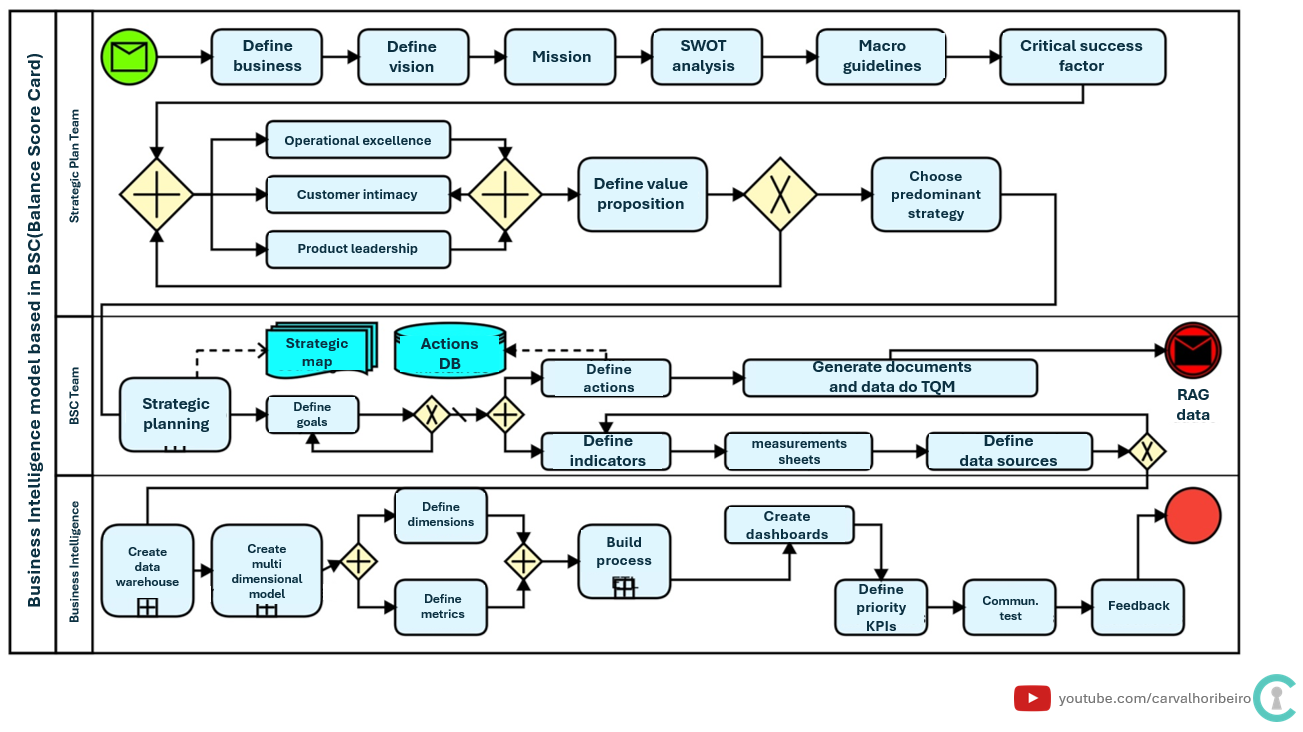 Business Intelligence model based in BSC(Balance Score Card)
Strategic Plan Team
Define
business
Define
vision
Mission
SWOT
analysis
Macro
guidelines
Critical success
factor
Operational excellence
Customer intimacy
Product leadership
Define value
proposition
Choose
predominant
strategy
BSC Team
Strategic
map
Actions
DB
Define
actions
Generate documents
and data do TQM
RAG
data
Strategic
planning
Define
goals
Define
indicators
measurements
sheets
Define
data sources
Business Intelligence
Create
data
warehouse
Create
multi
dimensional
model
Define
dimensions
Define
metrics
Build
process
Create
dashboards
Define
priority
KPIs
Commun.
test
Feedback
youtube.com/carvalhoribeiro